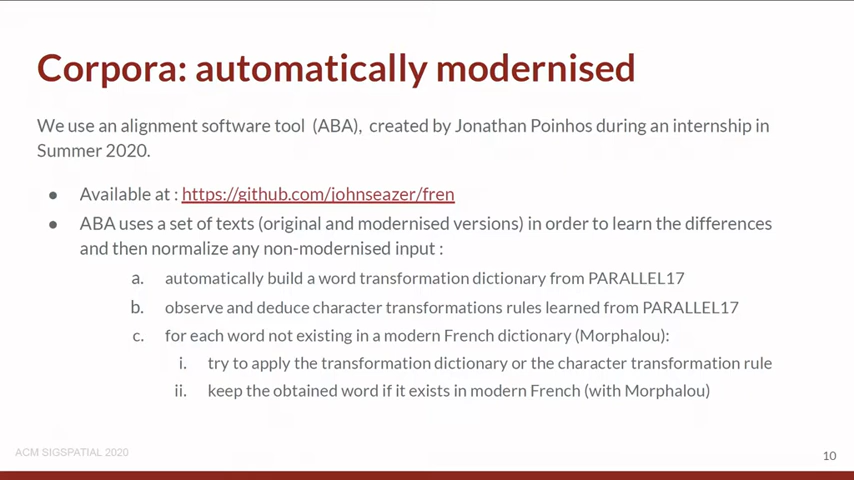 Corpora: automatically modernised
We use an alignment software tool (ABA), created by Jonathan Poinhos during an internship in
Summer 2020.
● Available at : https://github.com/johnseazer/fren
● ABA uses a set of texts (original and modernised versions) in order to learn the differences
and then normalize any non-modernised input :
a. automatically build a word transformation dictionary from PARALLEL17
b. observe and deduce character transformations rules learned from PARALLEL17
c. for each word not existing in a modern French dictionary (Morphalou):
i. try to apply the transformation dictionary or the character transformation rule
ii. keep the obtained word if it exists in modern French (with Morphalou)
ACM SIGSPATIAL 2020
10